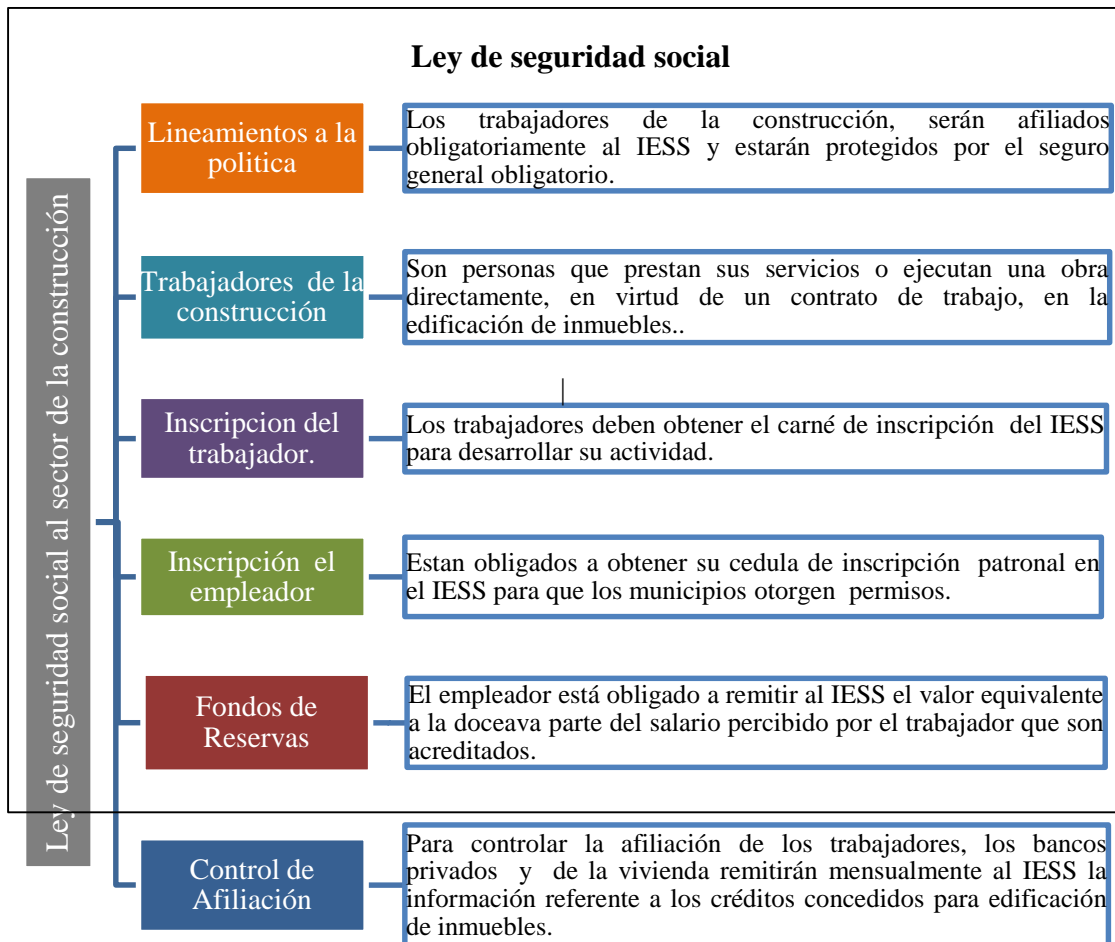 Ley de seguridad social
Ley de seguridad social al sector de la construcción
Lineamientos a la
politica
Los trabajadores de la construcción, serán afiliados
obligatoriamente al IESS y estarán protegidos por el seguro
general obligatorio.
Trabajadores de la
construcción
Son personas que prestan sus servicios o ejecutan una obra
directamente, en virtud de un contrato de trabajo, en la
edificación de inmuebles..
Inscripcion del
trabajador.
Los trabajadores deben obtener el carné de inscripción del IESS
para desarrollar su actividad.
Inscripción el
empleador
Estan obligados a obtener su cedula de inscripción patronal en
el IESS para que los municipios otorgen permisos.
Fondos de
Reservas
El empleador está obligado a remitir al IESS el valor equivalente
a la doceava parte del salario percibido por el trabajador que son
acreditados.
Control de
Afiliación
Para controlar la afiliación de los trabajadores, los bancos
privados y de la vivienda remitirán mensualmente al IESS la
información referente a los créditos concedidos para edificación
de inmuebles.